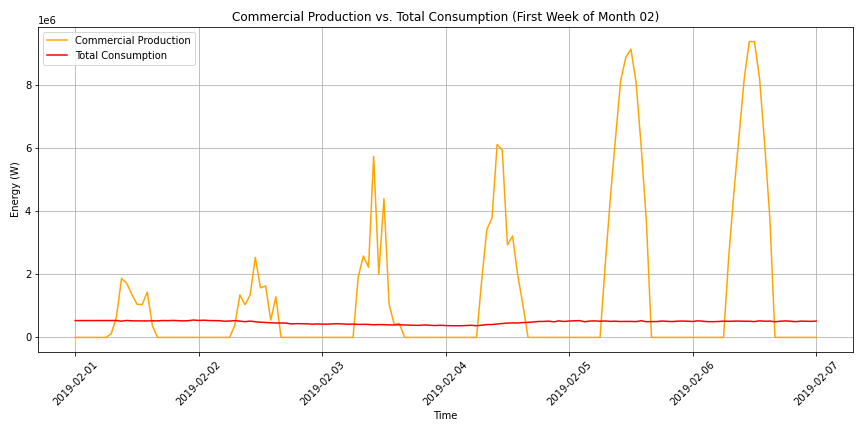 Commercial Production vs. Total Consumption (First Week of Month 02)
1e6
Commercial Production
Total Consumption
8
6
4
2
0
Energy (W)
2019-02-01
2019-02-02
2019-02-03
2019-02-04
2019-02-05
2019-02-06
2019-02-07
Time